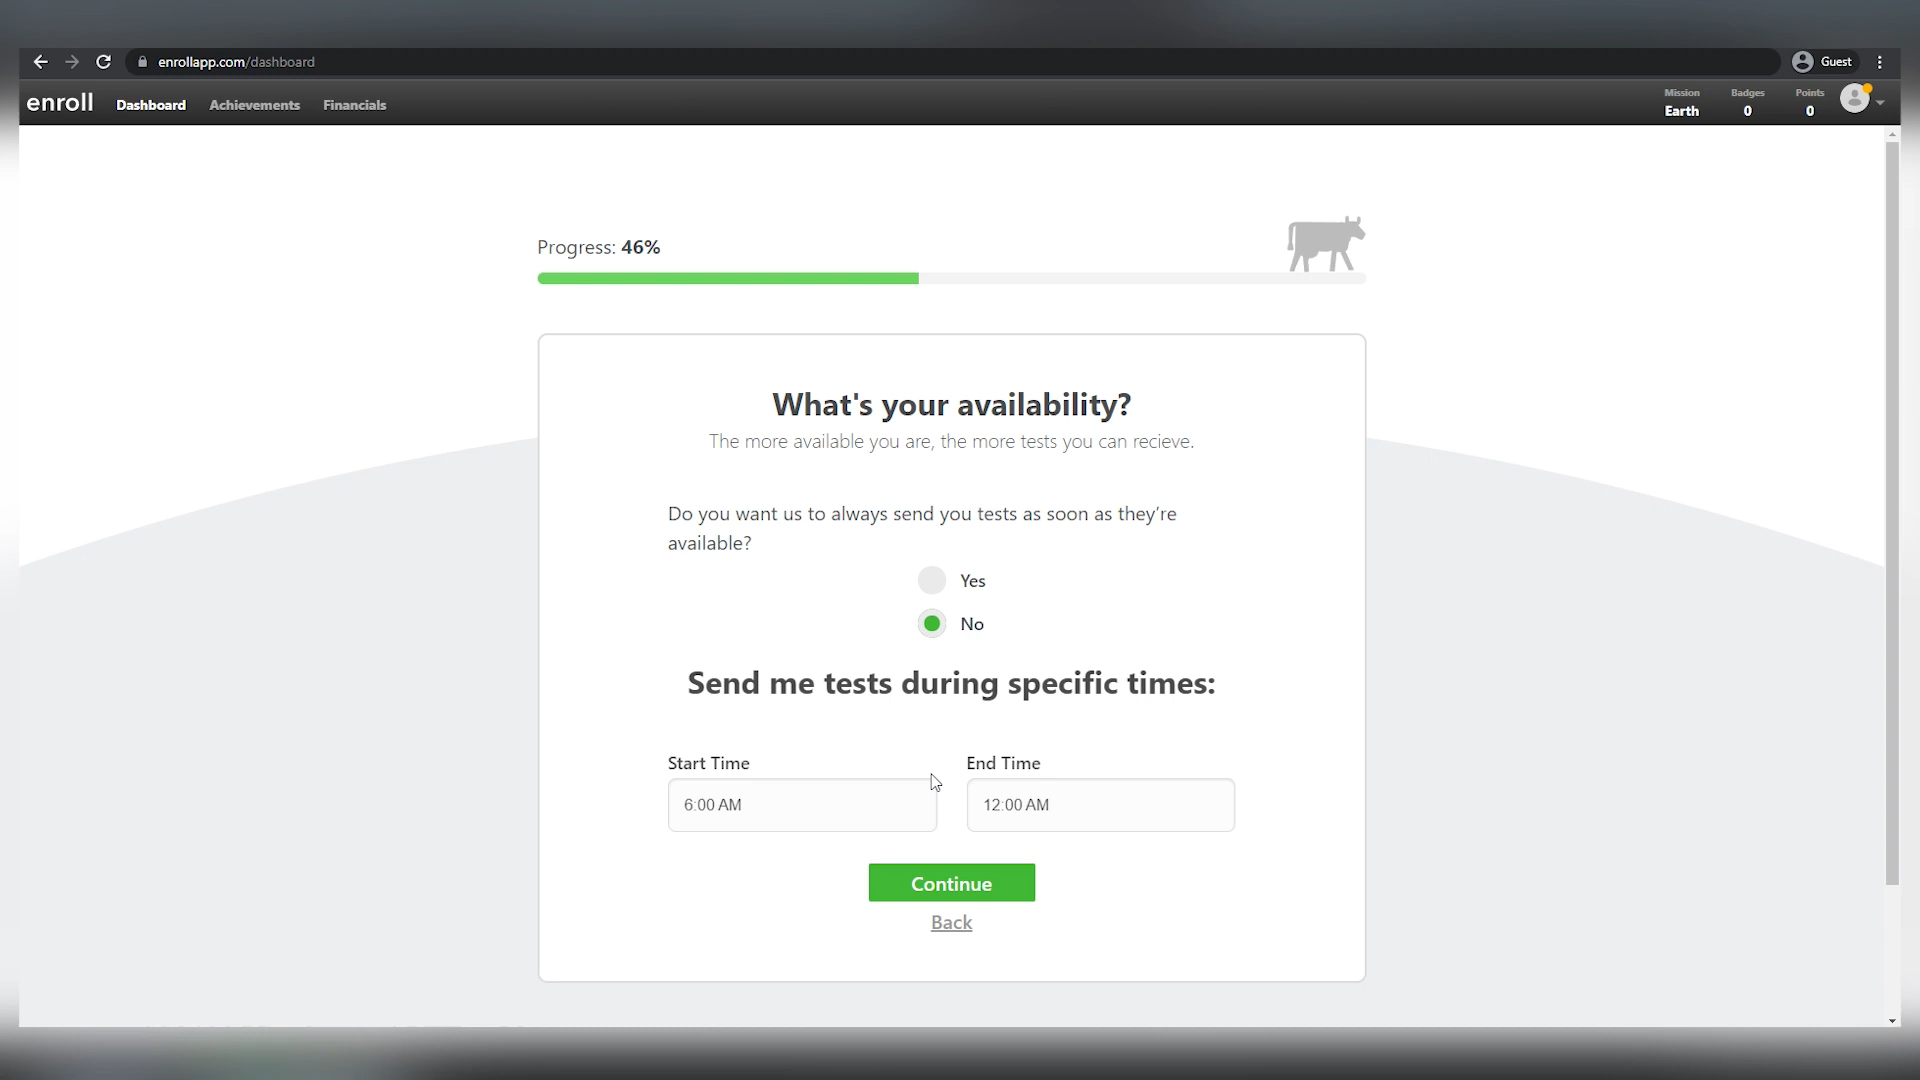 enrollapp.com/dashboard
Guest
enroll Dashboard Achievements Financials
Mission Badges Points
Earth 0 0
Progress: 46%
What's your availability?
The more available you are, the more tests you can recieve.
Do you want us to always send you tests as soon as they're
available?
Yes
No
Send me tests during specific times:
Start Time End Time
6:00 AM 12:00 AM
Continue
Back